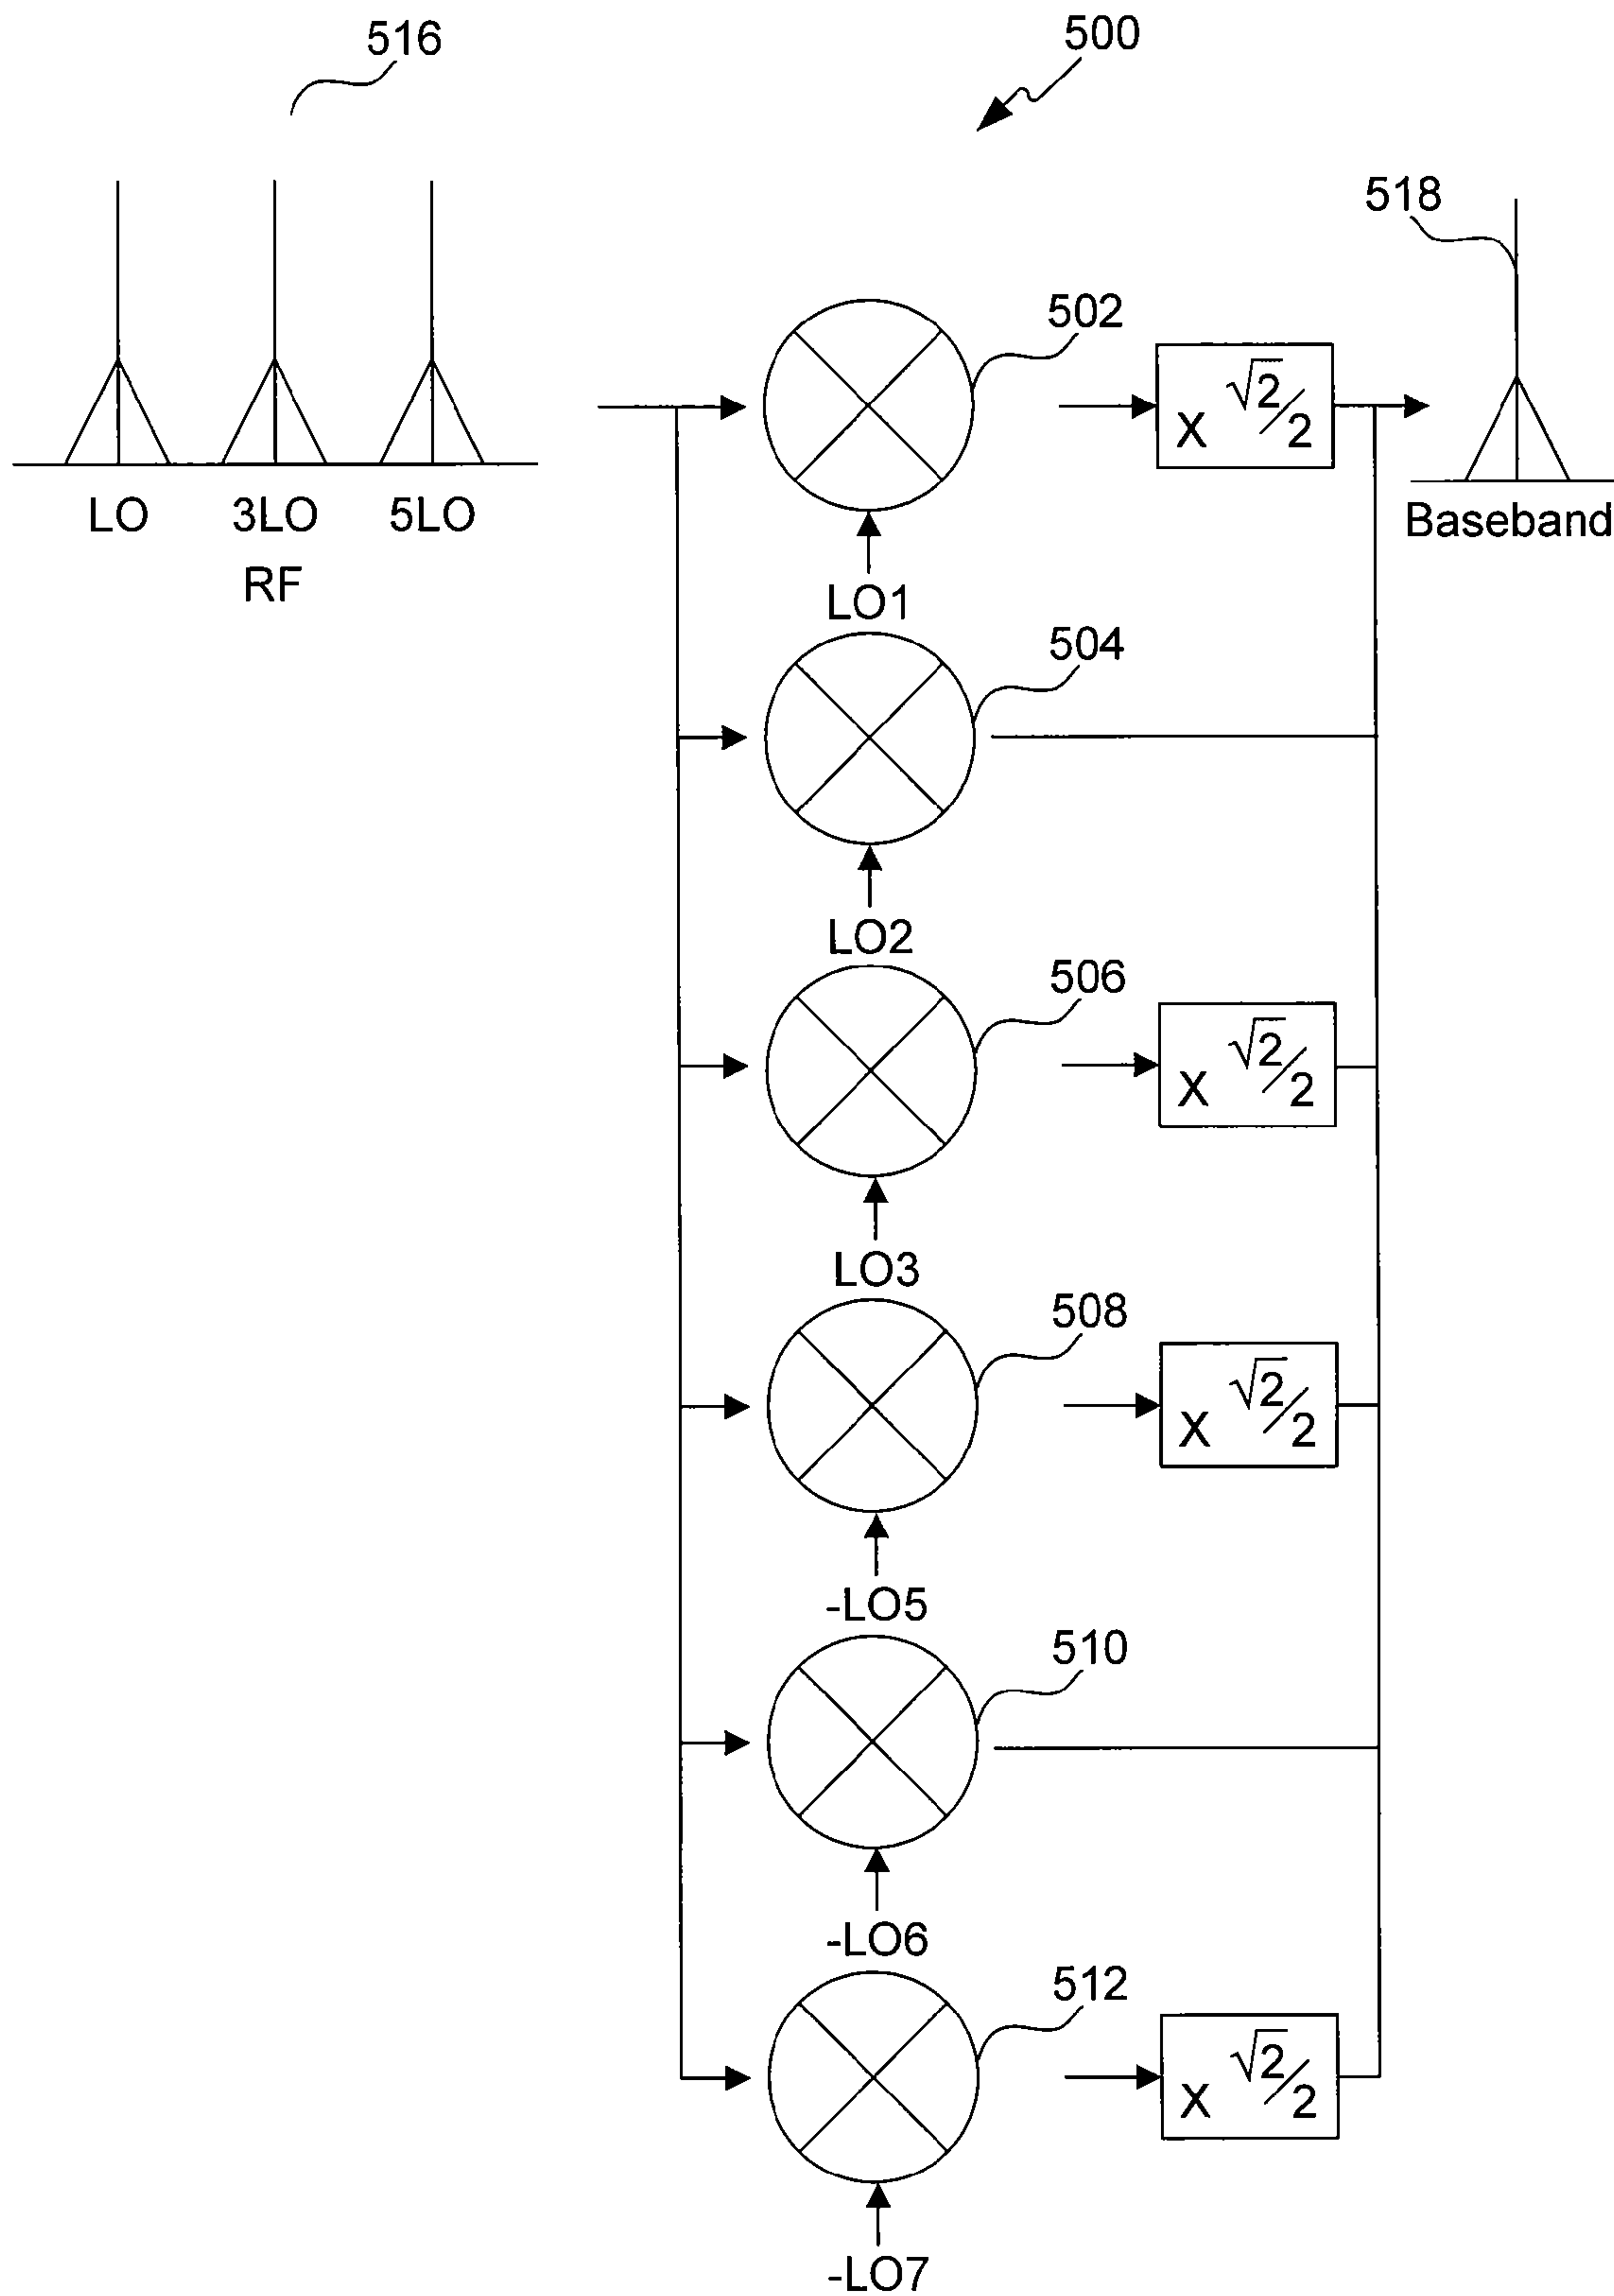 516
500
518
502
x √2/2
LO 3LO 5LO
RF
Baseband
LO1
504
LO2
506
x √2/2
LO3
508
x √2/2
-LO5
510
-LO6
512
x √2/2
-LO7